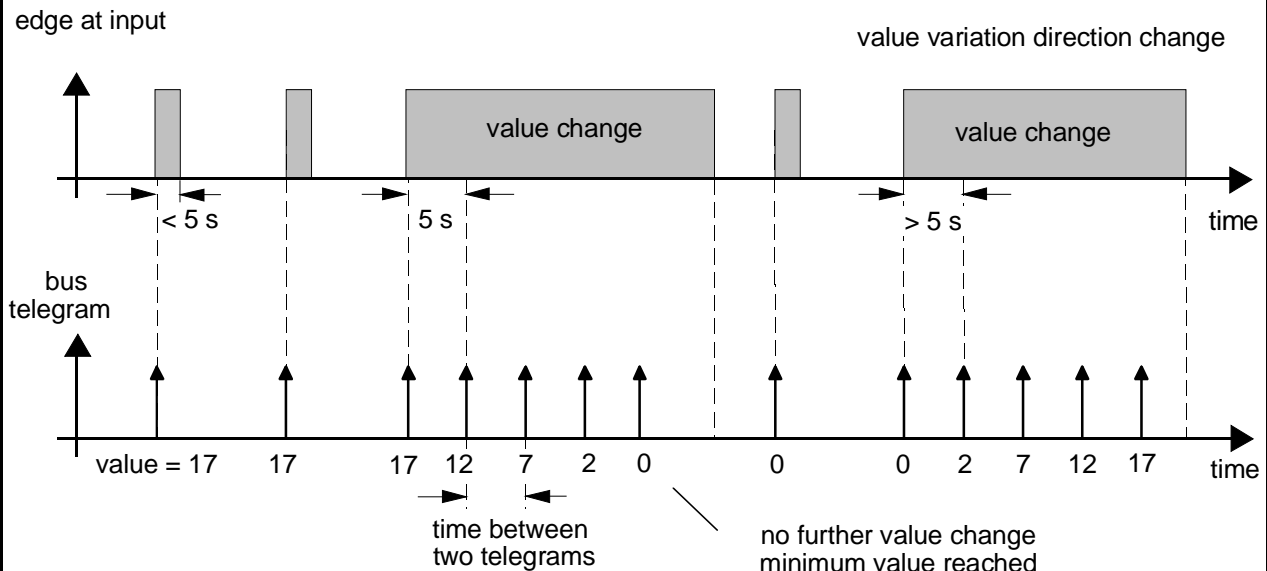 edge at input
value variation direction change
value change
value change
< 5 s
5 s
> 5 s
time
bus
telegram
value = 17
17
17
12
7
2
0
0
0
2
7
12
17
time
time between
two telegrams
no further value change
minimum value reached